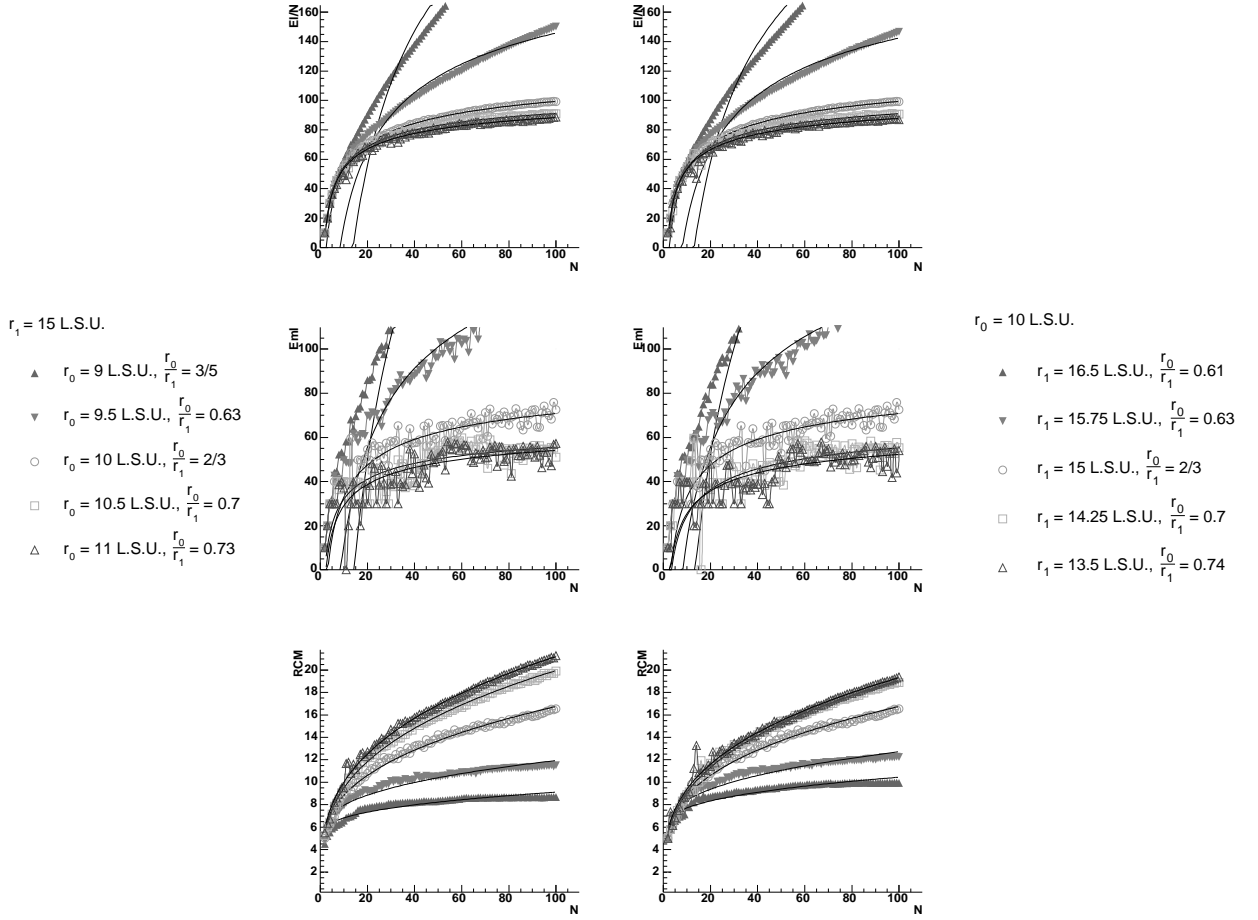 EI/N
160
140
120
100
80
60
40
20
0
0 20 40 60 80 100
N
EI/N
160
140
120
100
80
60
40
20
0
0 20 40 60 80 100
N
r1 = 15 L.S.U.
r0 = 9 L.S.U., r0/r1 = 3/5
r0 = 9.5 L.S.U., r0/r1 = 0.63
r0 = 10 L.S.U., r0/r1 = 2/3
r0 = 10.5 L.S.U., r0/r1 = 0.7
r0 = 11 L.S.U., r0/r1 = 0.73
Eml
100
80
60
40
20
0
0 20 40 60 80 100
N
Eml
100
80
60
40
20
0
0 20 40 60 80 100
N
r0 = 10 L.S.U.
r1 = 16.5 L.S.U., r0/r1 = 0.61
r1 = 15.75 L.S.U., r0/r1 = 0.63
r1 = 15 L.S.U., r0/r1 = 2/3
r1 = 14.25 L.S.U., r0/r1 = 0.7
r1 = 13.5 L.S.U., r0/r1 = 0.74
RCM
20
18
16
14
12
10
8
6
4
2
0 20 40 60 80 100
N
RCM
20
18
16
14
12
10
8
6
4
2
0 20 40 60 80 100
N